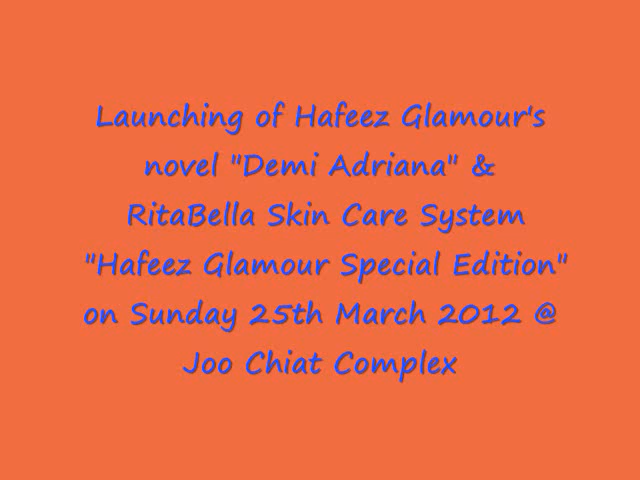 Launching of Hafeez Glamour's
novel "Demi Adriana" &
RitaBella Skin Care System
"Hafeez Glamour Special Edition"
on Sunday 25th March 2012 @
Joo Chiat Complex